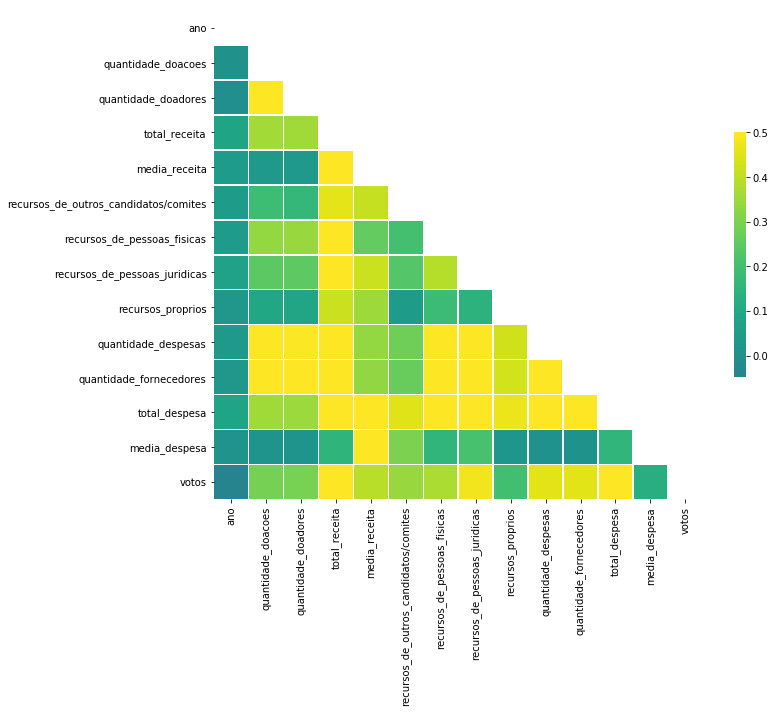 ano
quantidade_doacoes
quantidade_doadores
total_receita
media_receita
recursos_de_outros_candidatos/comites
recursos_de_pessoas_fisicas
recursos_de_pessoas_juridicas
recursos_proprios
quantidade_despesas
quantidade_fornecedores
total_despesa
media_despesa
votos
0.5
0.4
0.3
0.2
0.1
0.0
ano
quantidade_doacoes
quantidade_doadores
total_receita
media_receita
recursos_de_outros_candidatos/comites
recursos_de_pessoas_fisicas
recursos_de_pessoas_juridicas
recursos_proprios
quantidade_despesas
quantidade_fornecedores
total_despesa
media_despesa
votos